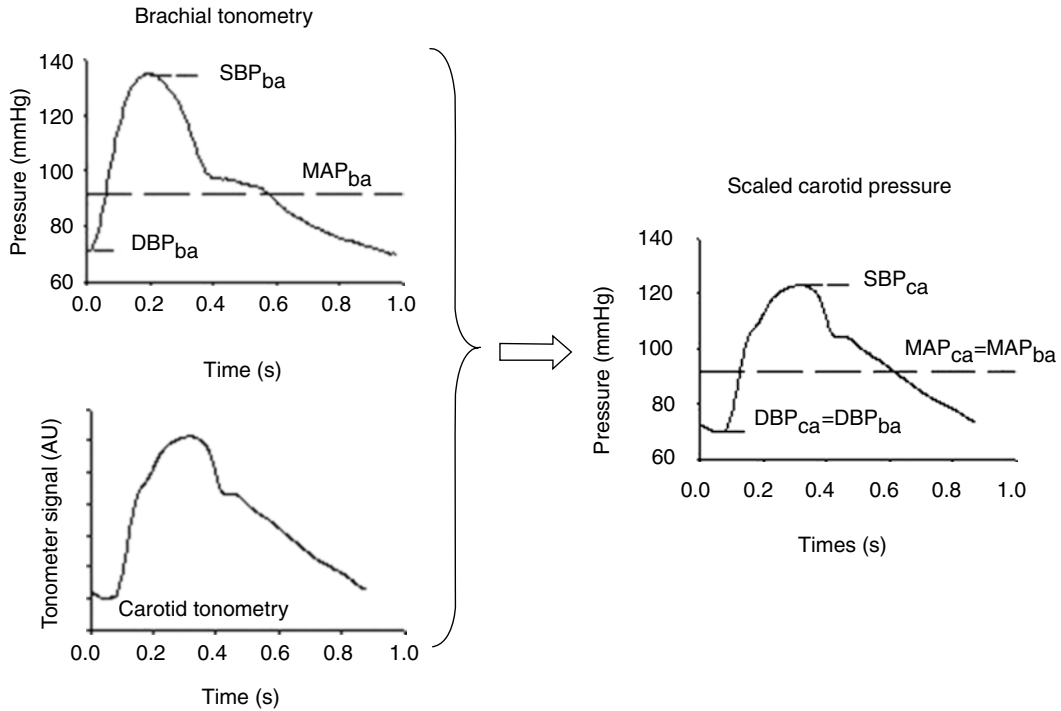 Brachial tonometry
Pressure (mmHg)
140
120
100
80
60
SBPba
MAPba
DBPba
0.0 0.2 0.4 0.6 0.8 1.0
Time (s)
Tonometer signal (AU)
Carotid tonometry
0.0 0.2 0.4 0.6 0.8 1.0
Time (s)
Scaled carotid pressure
Pressure (mmHg)
140
120
100
80
60
SBPca
MAPca=MAPba
DBPca=DBPba
0.0 0.2 0.4 0.6 0.8 1.0
Times (s)